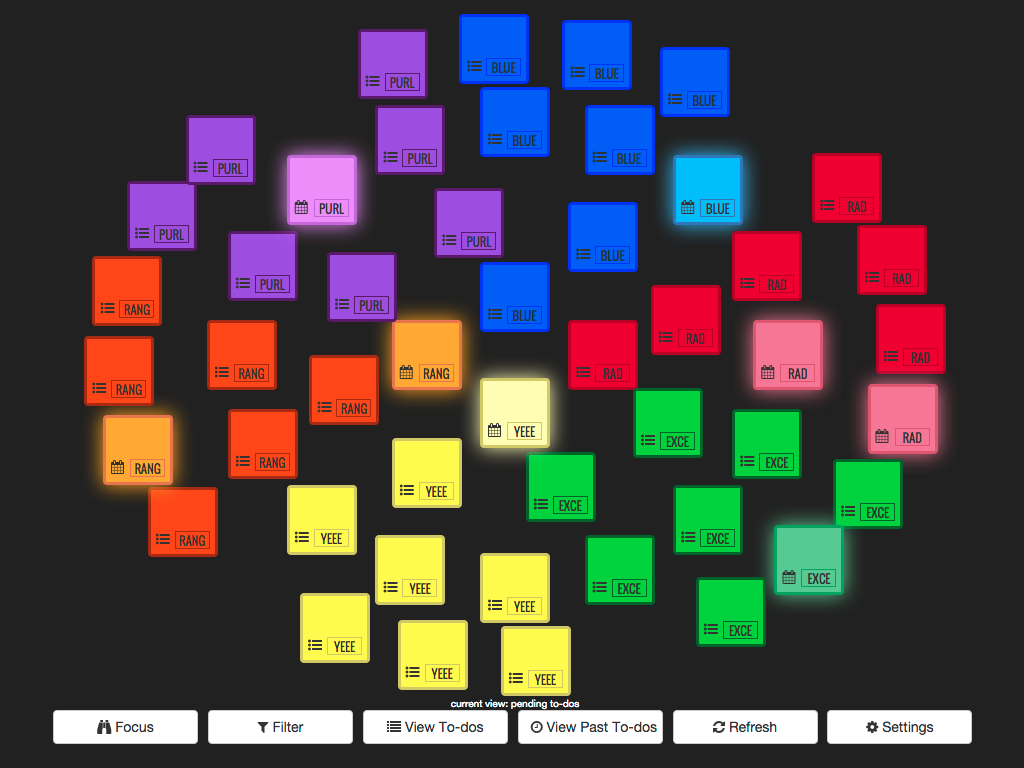 BLUE
PURL
BLUE
BLUE
BLUE
PURL
BLUE
PURL
PURL
BLUE
PURL
RAD
PURL
PURL
BLUE
RAD
RAD
PURL
PURL
RANG
BLUE
RAD
RAD
RANG
RANG
RAD
RAD
RANG
RANG
YEEE
RAD
EXCE
RANG
RANG
EXCE
YEEE
EXCE
EXCE
RANG
YEEE
EXCE
YEEE
YEEE
EXCE
EXCE
YEEE
EXCE
YEEE
YEEE
current view: pending to-dos
Focus
Filter
View To-dos
View Past To-dos
Refresh
Settings